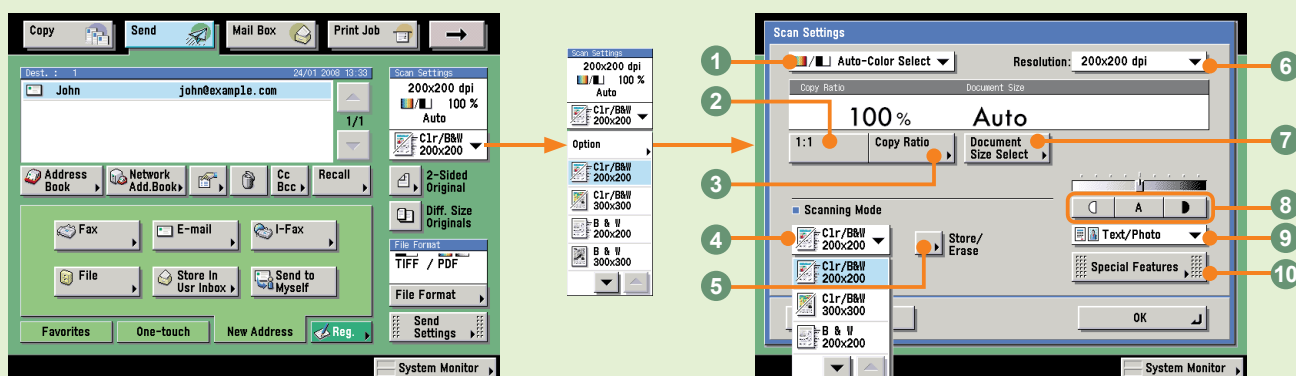 Copy
Send
Mail Box
Print Job
Dest. : 1
24/01 2008 13:33
John
john@example.com
1/1
Address
Book
Network
Add.Book
Cc
Bcc
Recall
Fax
E-mail
I-Fax
File
Store In
Usr Inbox
Send to
Myself
Favorites
One-touch
New Address
Reg.
Scan Settings
200x200 dpi
100 %
Auto
Clr/B&W
200x200
2-Sided
Original
Diff. Size
Originals
File Format
TIFF / PDF
File Format
Send
Settings
System Monitor
Scan Settings
200x200 dpi
100 %
Auto
Clr/B&W
200x200
Option
Clr/B&W
200x200
Clr/B&W
300x300
B & W
200x200
B & W
300x300
Scan Settings
1
Auto-Color Select
Resolution: 200x200 dpi
6
Copy Ratio
Document Size
2
100 %
Auto
1:1
Copy Ratio
Document
Size Select
7
3
Scanning Mode
A
8
4
Clr/B&W
200x200
Store/
Erase
Text/Photo
9
5
Clr/B&W
200x200
Special Features
10
Clr/B&W
300x300
B & W
200x200
OK
System Monitor